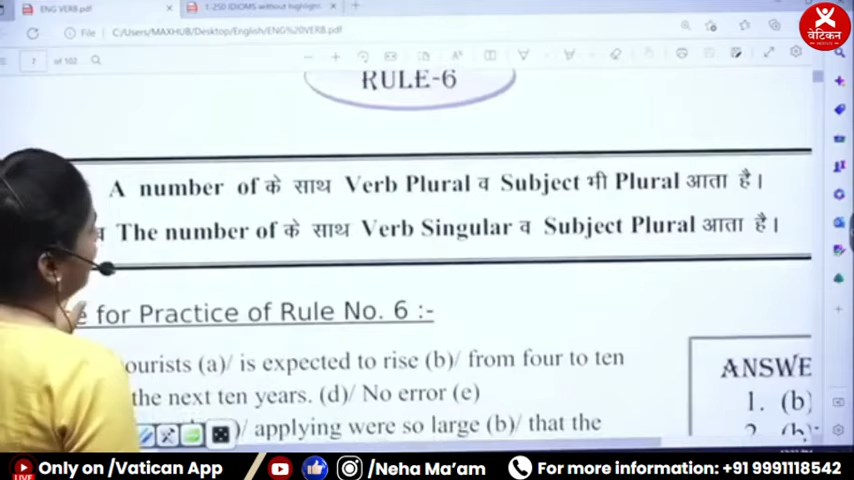 ENG VERB.pdf
1-250 IDIOMS without highlight
File
C:/Users/MAXHUB/Desktop/English/ENG%20VERB.pdf
7 of 102
वेटिकन
RULE-6
A number of के साथ Verb Plural व Subject भी Plural आता है।
व The number of के साथ Verb Singular व Subject Plural आता है।
for Practice of Rule No. 6 :-
ourists (a)/ is expected to rise (b)/ from four to ten
the next ten years. (d)/ No error (e)
)/ applying were so large (b)/ that the
ANSWE
1. (b)
2. (b)
LIVE
Only on/Vatican App
/Neha Ma'am
For more information: +91 9991118542